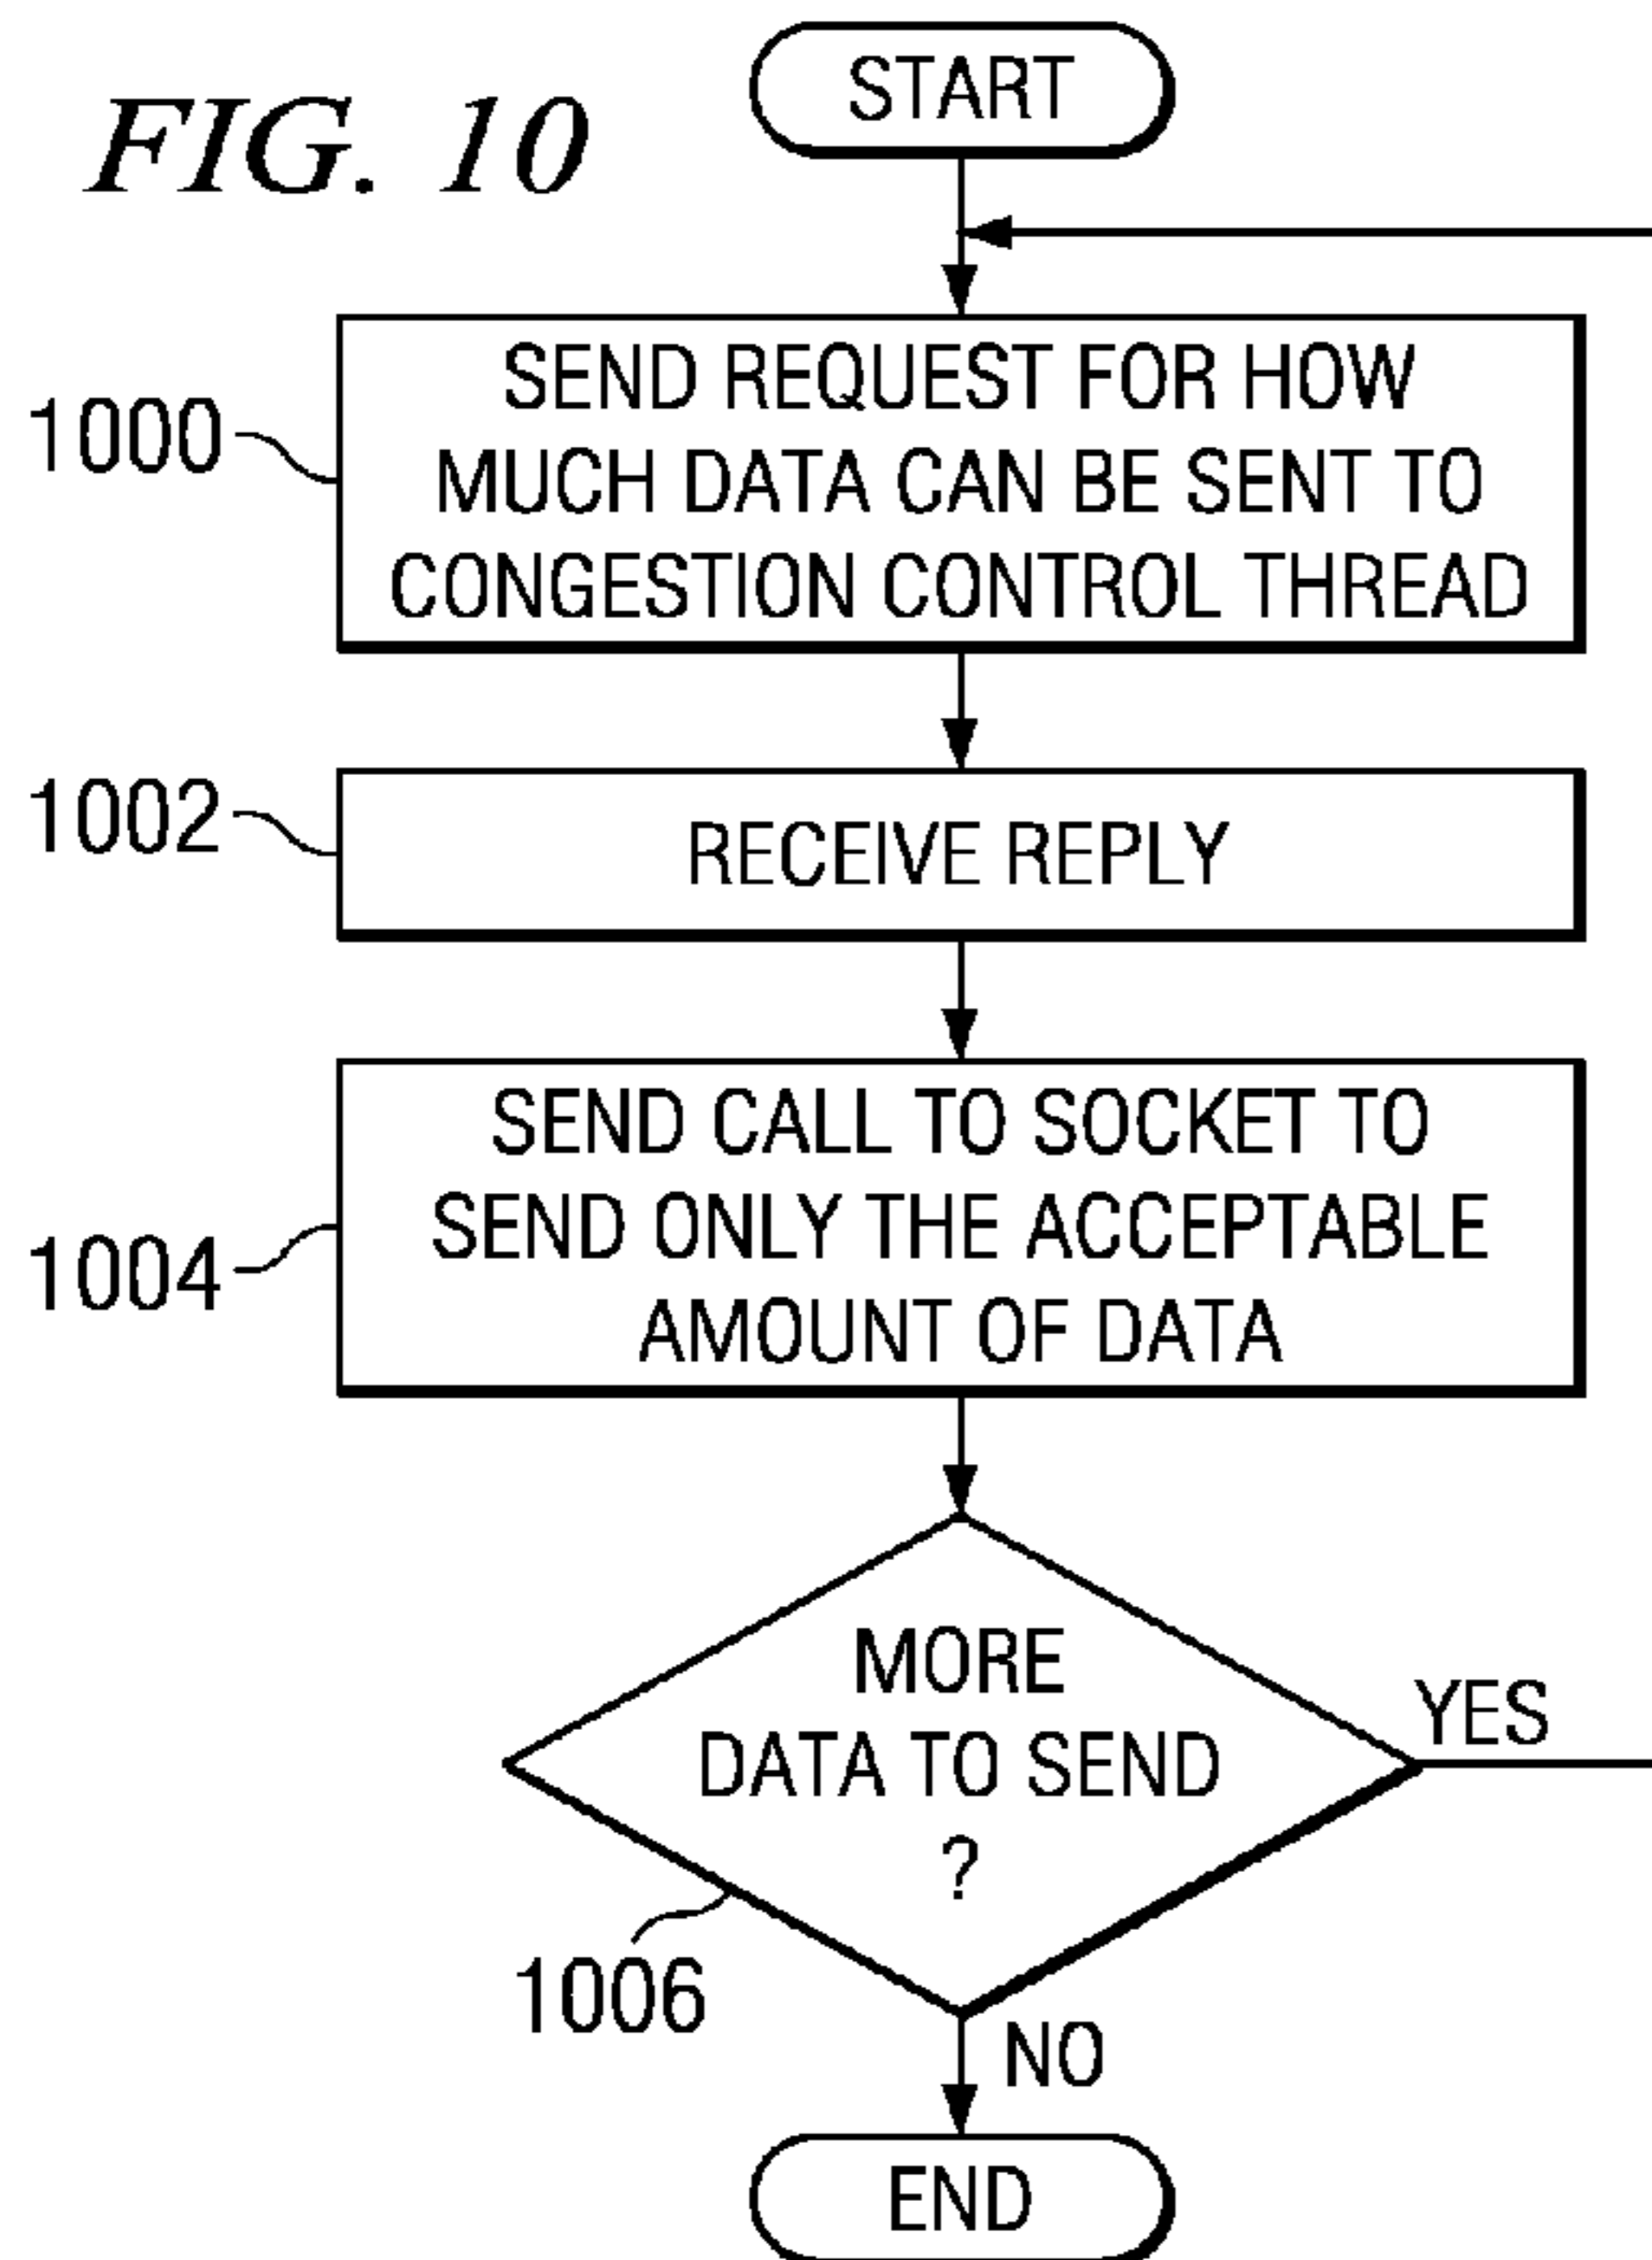 FIG. 10
START
1000
SEND REQUEST FOR HOW
MUCH DATA CAN BE SENT TO
CONGESTION CONTROL THREAD
1002
RECEIVE REPLY
1004
SEND CALL TO SOCKET TO
SEND ONLY THE ACCEPTABLE
AMOUNT OF DATA
MORE
DATA TO SEND
?
YES
1006
NO
END